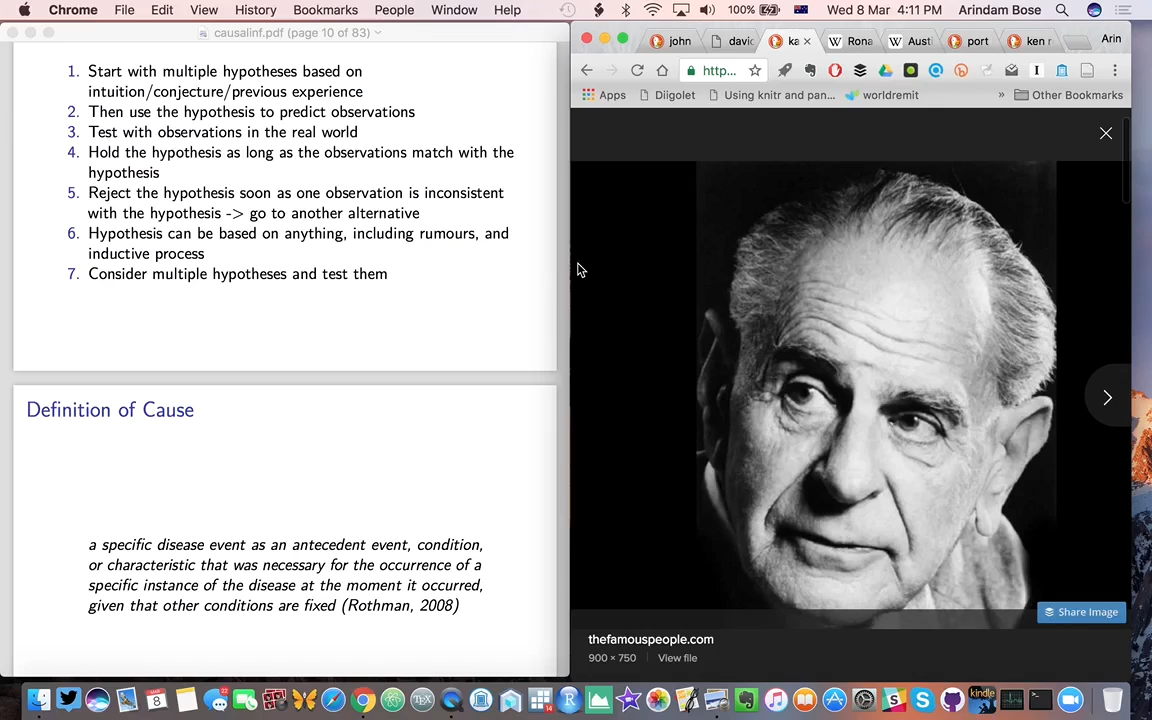 Chrome File Edit View History Bookmarks People Window Help 100% Wed 8 Mar 4:11 PM Arindam Bose
causalinf.pdf (page 10 of 83)
1. Start with multiple hypotheses based on
intuition/conjecture/previous experience
2. Then use the hypothesis to predict observations
3. Test with observations in the real world
4. Hold the hypothesis as long as the observations match with the
hypothesis
5. Reject the hypothesis soon as one observation is inconsistent
with the hypothesis -> go to another alternative
6. Hypothesis can be based on anything, including rumours, and
inductive process
7. Consider multiple hypotheses and test them
Definition of Cause
a specific disease event as an antecedent event, condition,
or characteristic that was necessary for the occurrence of a
specific instance of the disease at the moment it occurred,
given that other conditions are fixed (Rothman, 2008)
john davic ka Rona Aust port ken r Arin
http...
Apps Diigolet Using knitr and pan... worldremit » Other Bookmarks
Share Image
thefamouspeople.com
900 × 750 View file